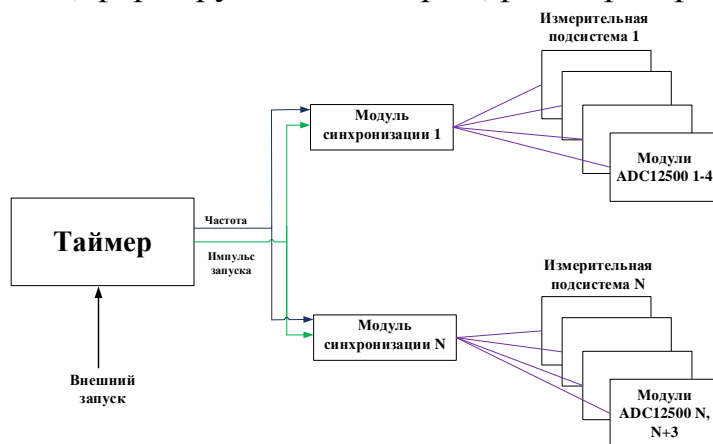 Измерительная
подсистема 1
Модуль
синхронизации 1
Модули
ADC12500 1-4
Частота
Таймер
Импульс
запуска
Измерительная
подсистема N
Модуль
синхронизации N
Внешний
запуск
Модули
ADC12500 N,
N+3